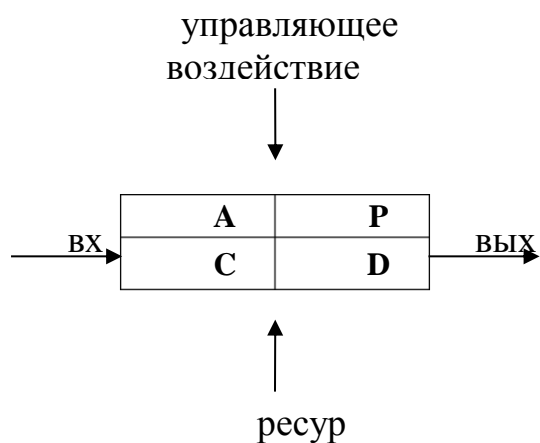 управляющее
воздействие
A P
вх вых
C D
ресур